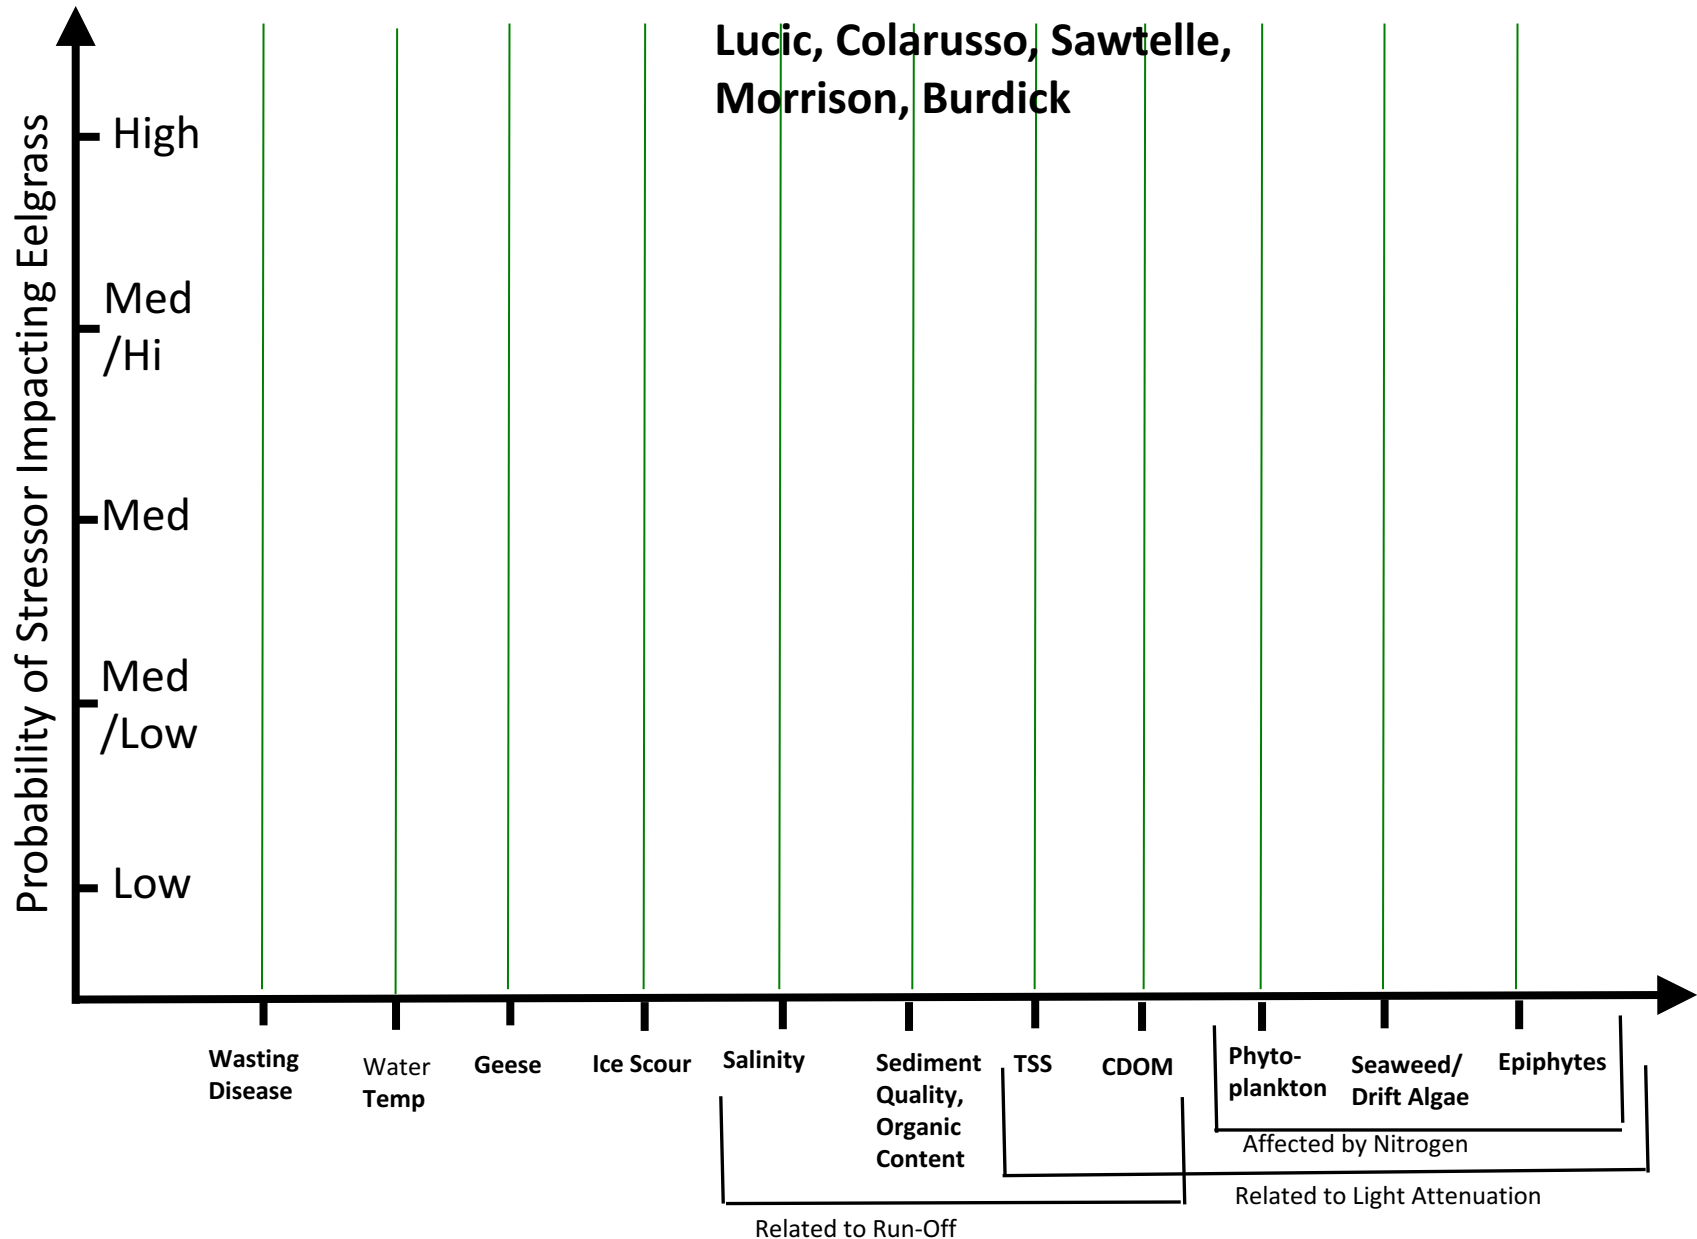 Lucic, Colarusso, Sawtelle,
Morrison, Burdick
Probability of Stressor Impacting Eelgrass
High
Med
/Hi
Med
Med
/Low
Low
Wasting
Disease
Water
Temp
Geese
Ice Scour
Salinity
Sediment
Quality,
Organic
Content
TSS
CDOM
Phyto-
plankton
Seaweed/
Drift Algae
Epiphytes
Affected by Nitrogen
Related to Light Attenuation
Related to Run-Off